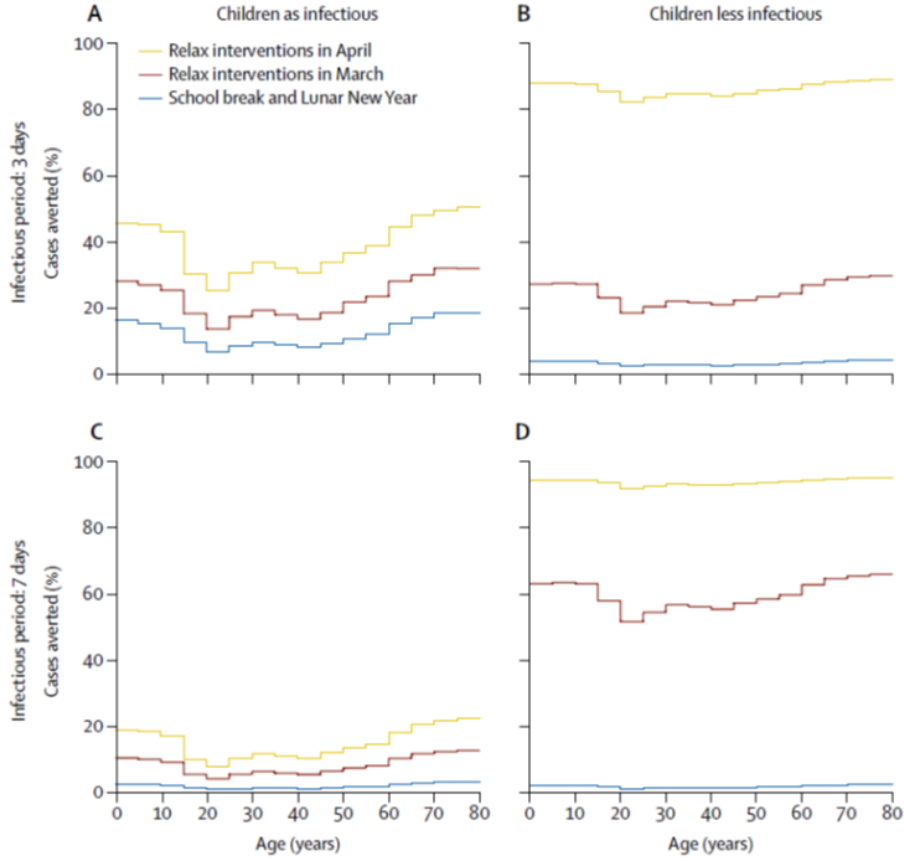 A
Children as infectious
B
Children less infectious
Infectious period: 3 days
Cases averted (%)
100
80
60
40
20
0
Relax interventions in April
Relax interventions in March
School break and Lunar New Year
C
D
Infectious period: 7 days
Cases averted (%)
100
80
60
40
20
0
0 10 20 30 40 50 60 70 80
0 10 20 30 40 50 60 70 80
Age (years)
Age (years)